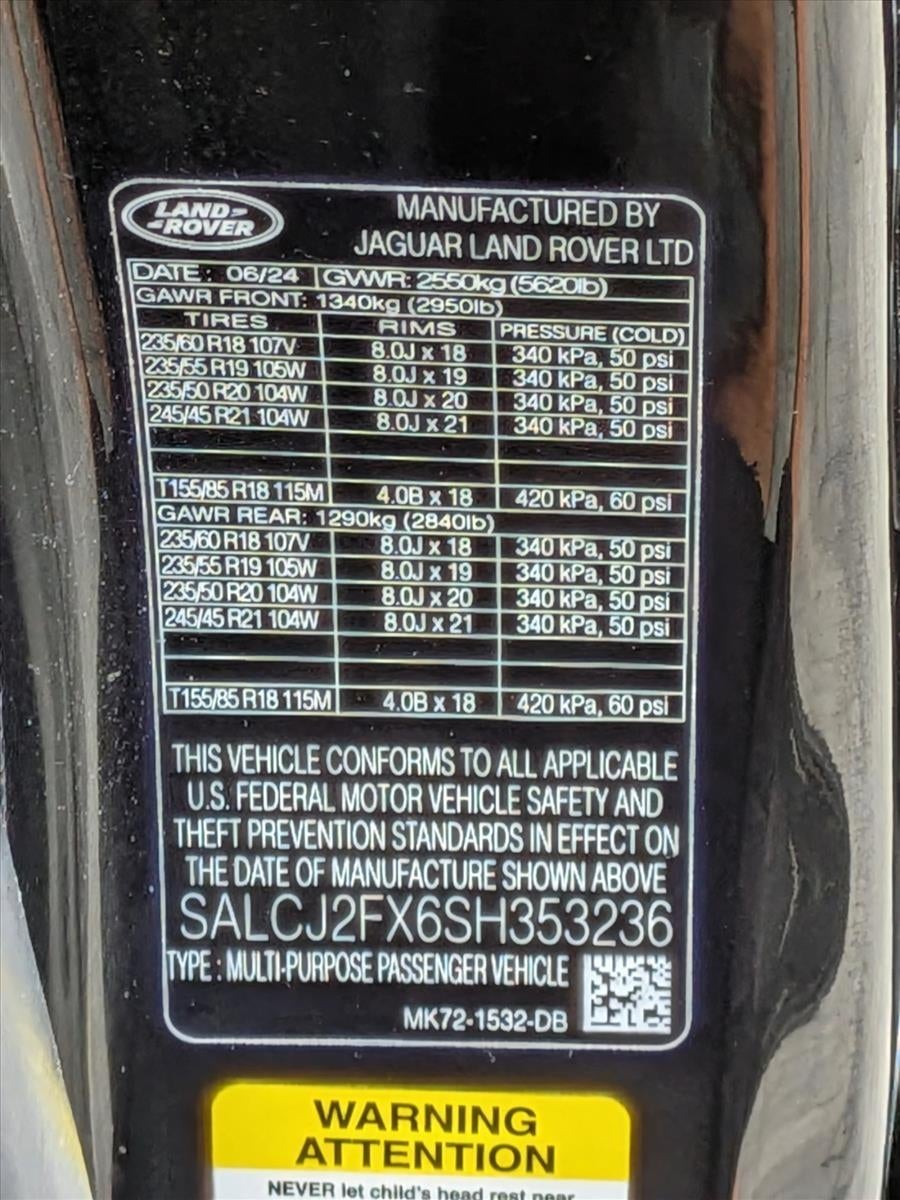 LAND-
-ROVER
MANUFACTURED BY
JAGUAR LAND ROVER LTD
DATE: 06/24 GVWR: 2550kg (5620lb)
GAWR FRONT: 1340kg (2950lb)
TIRES RIMS PRESSURE (COLD)
235/60 R18 107V 8.0J x 18 340 kPa, 50 psi
235/55 R19 105W 8.0J x 19 340 kPa, 50 psi
235/50 R20 104W 8.0J x 20 340 kPa, 50 psi
245/45 R21 104W 8.0J x 21 340 kPa, 50 psi
T155/85 R18 115M 4.0B x 18 420 kPa, 60 psi
GAWR REAR: 1290kg (2840lb)
235/60 R18 107V 8.0J x 18 340 kPa, 50 psi
235/55 R19 105W 8.0J x 19 340 kPa, 50 psi
235/50 R20 104W 8.0J x 20 340 kPa, 50 psi
245/45 R21 104W 8.0J x 21 340 kPa, 50 psi
T155/85 R18 115M 4.0B x 18 420 kPa, 60 psi
THIS VEHICLE CONFORMS TO ALL APPLICABLE
U.S. FEDERAL MOTOR VEHICLE SAFETY AND
THEFT PREVENTION STANDARDS IN EFFECT ON
THE DATE OF MANUFACTURE SHOWN ABOVE
SALCJ2FX6SH353236
TYPE : MULTI-PURPOSE PASSENGER VEHICLE
MK72-1532-DB
WARNING
ATTENTION
NEVER let child's head rest near